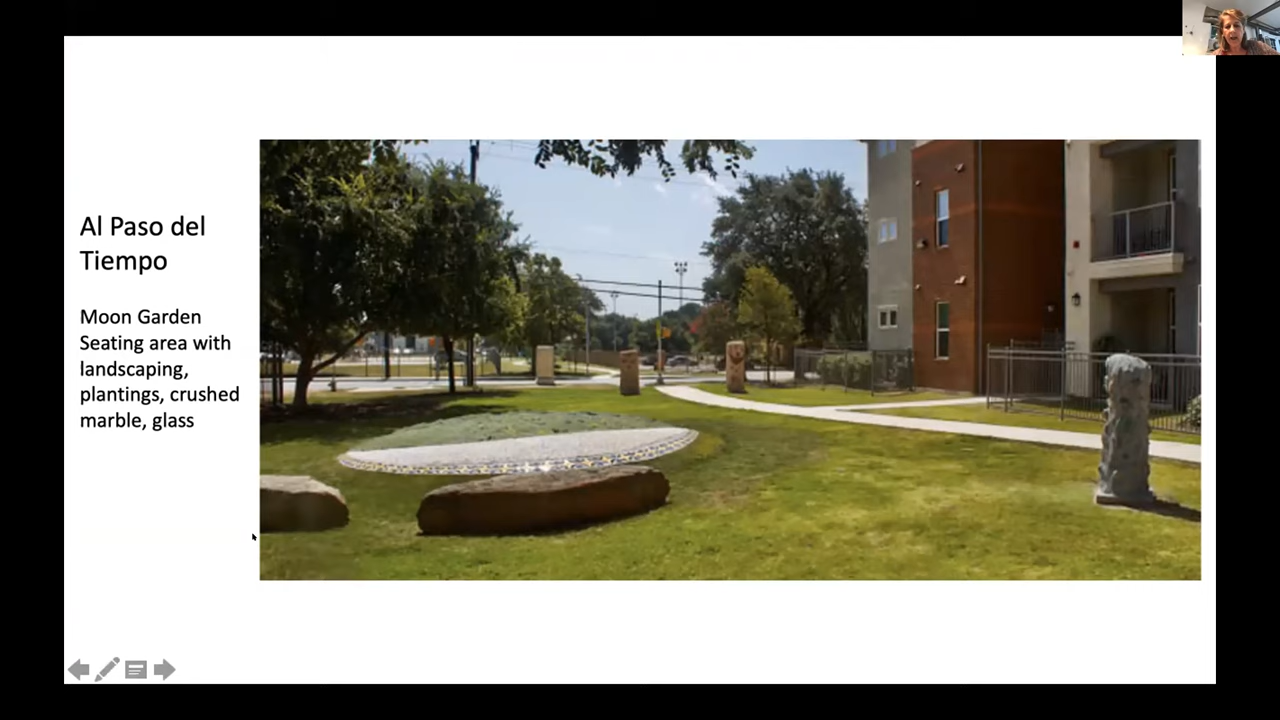 Al Paso del
Tiempo
Moon Garden
Seating area with
landscaping,
plantings, crushed
marble, glass